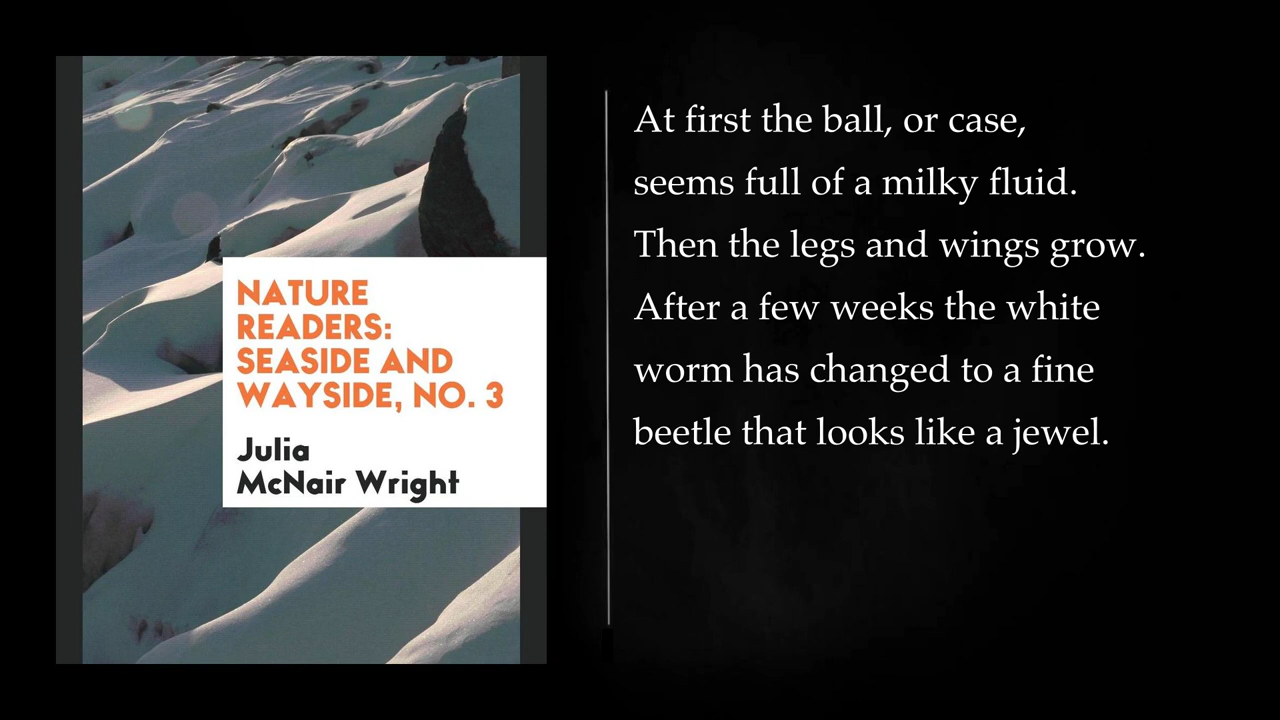 NATURE
READERS:
SEASIDE AND
WAYSIDE, NO. 3
Julia
McNair Wright
At first the ball, or case,
seems full of a milky fluid.
Then the legs and wings grow.
After a few weeks the white
worm has changed to a fine
beetle that looks like a jewel.